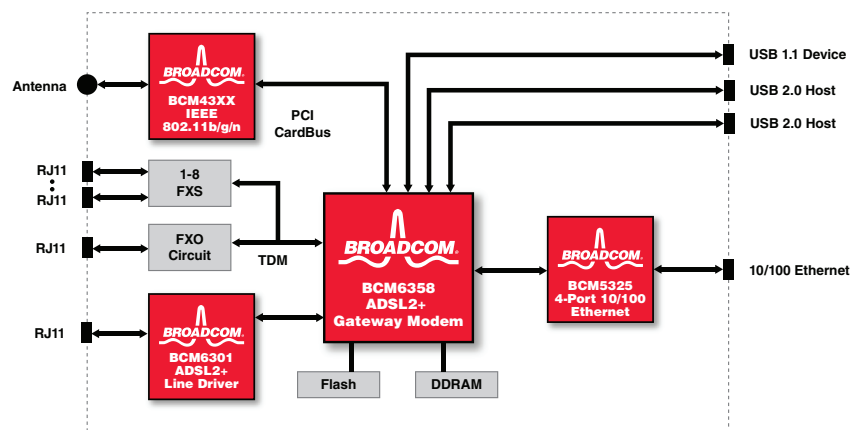 USB 1.1 Device
USB 2.0 Host
USB 2.0 Host
Antenna
BROADCOM®
BCM43XX
IEEE
802.11b/g/n
PCI
CardBus
RJ11
RJ11
1-8
FXS
RJ11
FXO
Circuit
TDM
BROADCOM®
BCM6358
ADSL2+
Gateway Modem
BROADCOM®
BCM5325
4-Port 10/100
Ethernet
10/100 Ethernet
RJ11
BROADCOM®
BCM6301
ADSL2+
Line Driver
Flash
DDRAM